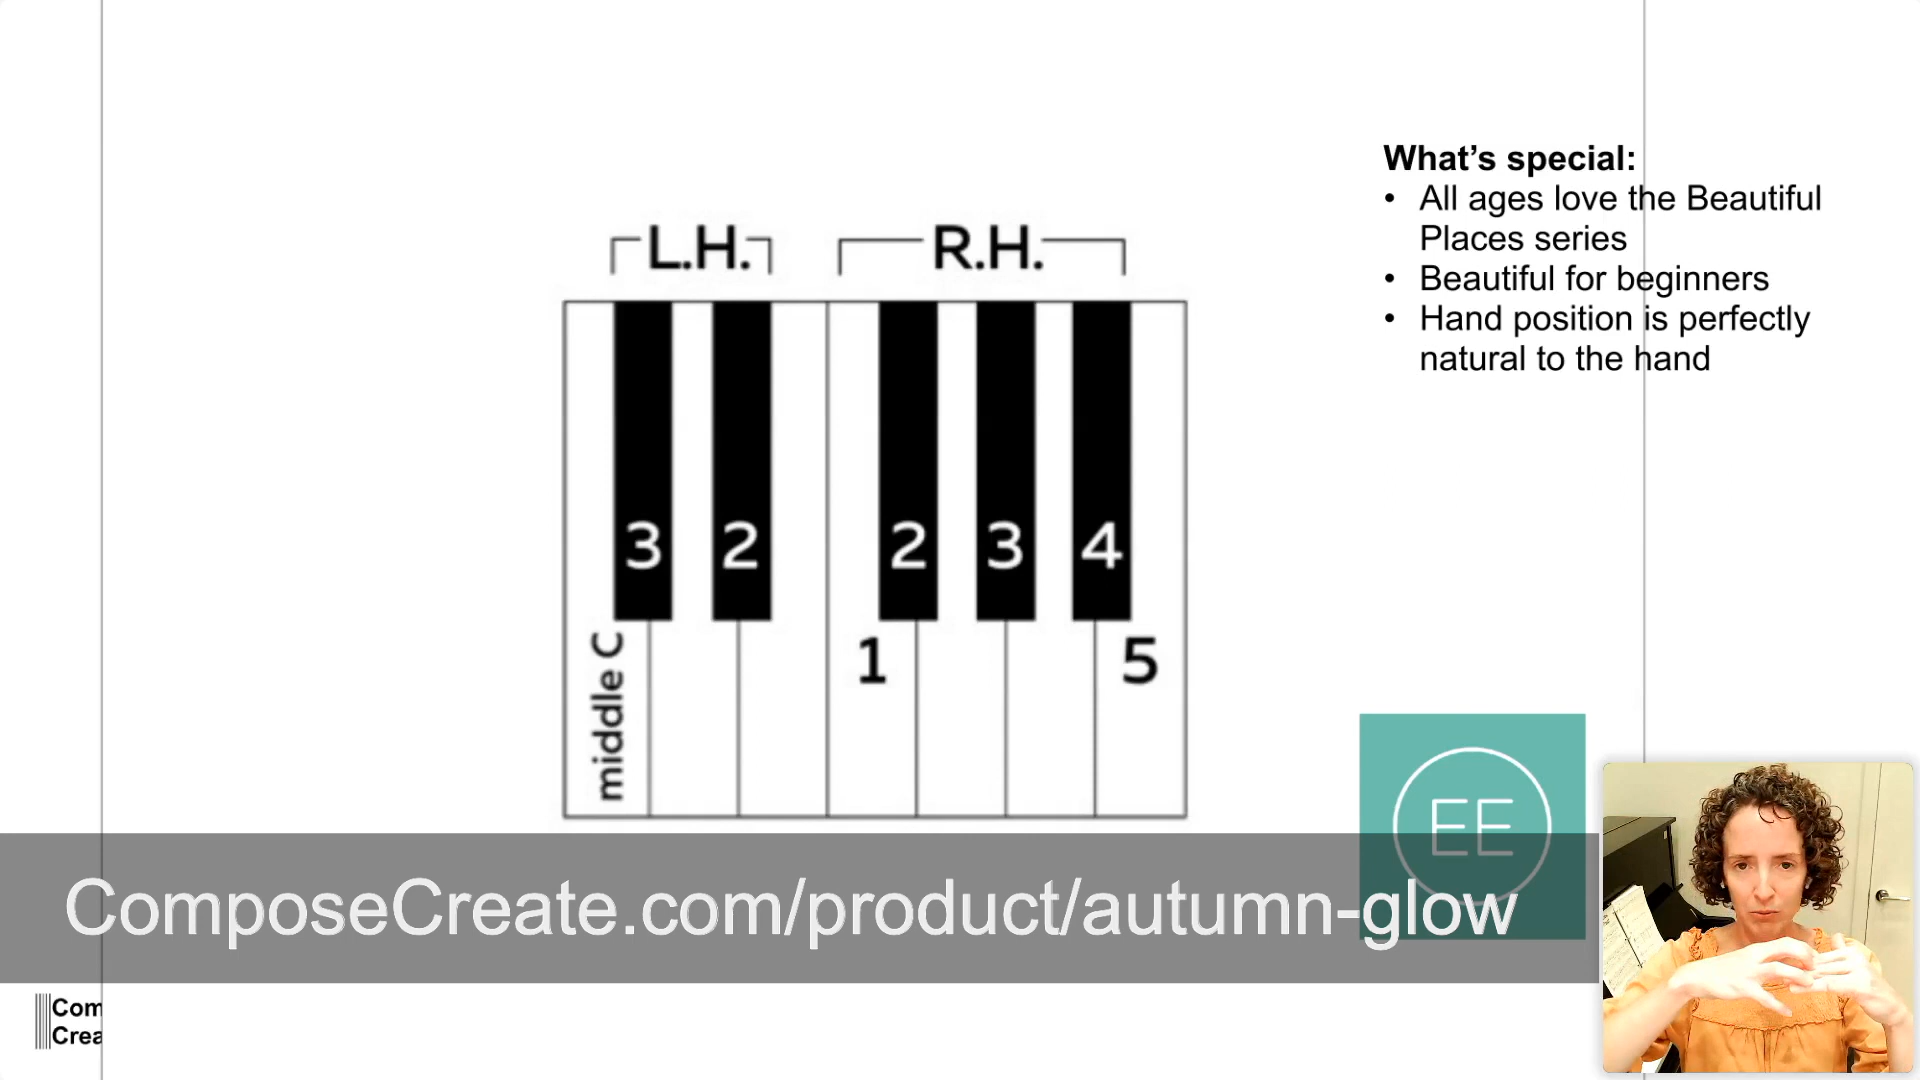 What's special:
• All ages love the Beautiful
Places series
• Beautiful for beginners
• Hand position is perfectly
natural to the hand
L.H. R.H.
3 2 2 3 4
1 5
middle C
EE
ComposeCreate.com/product/autumn-glow
Com
Crea